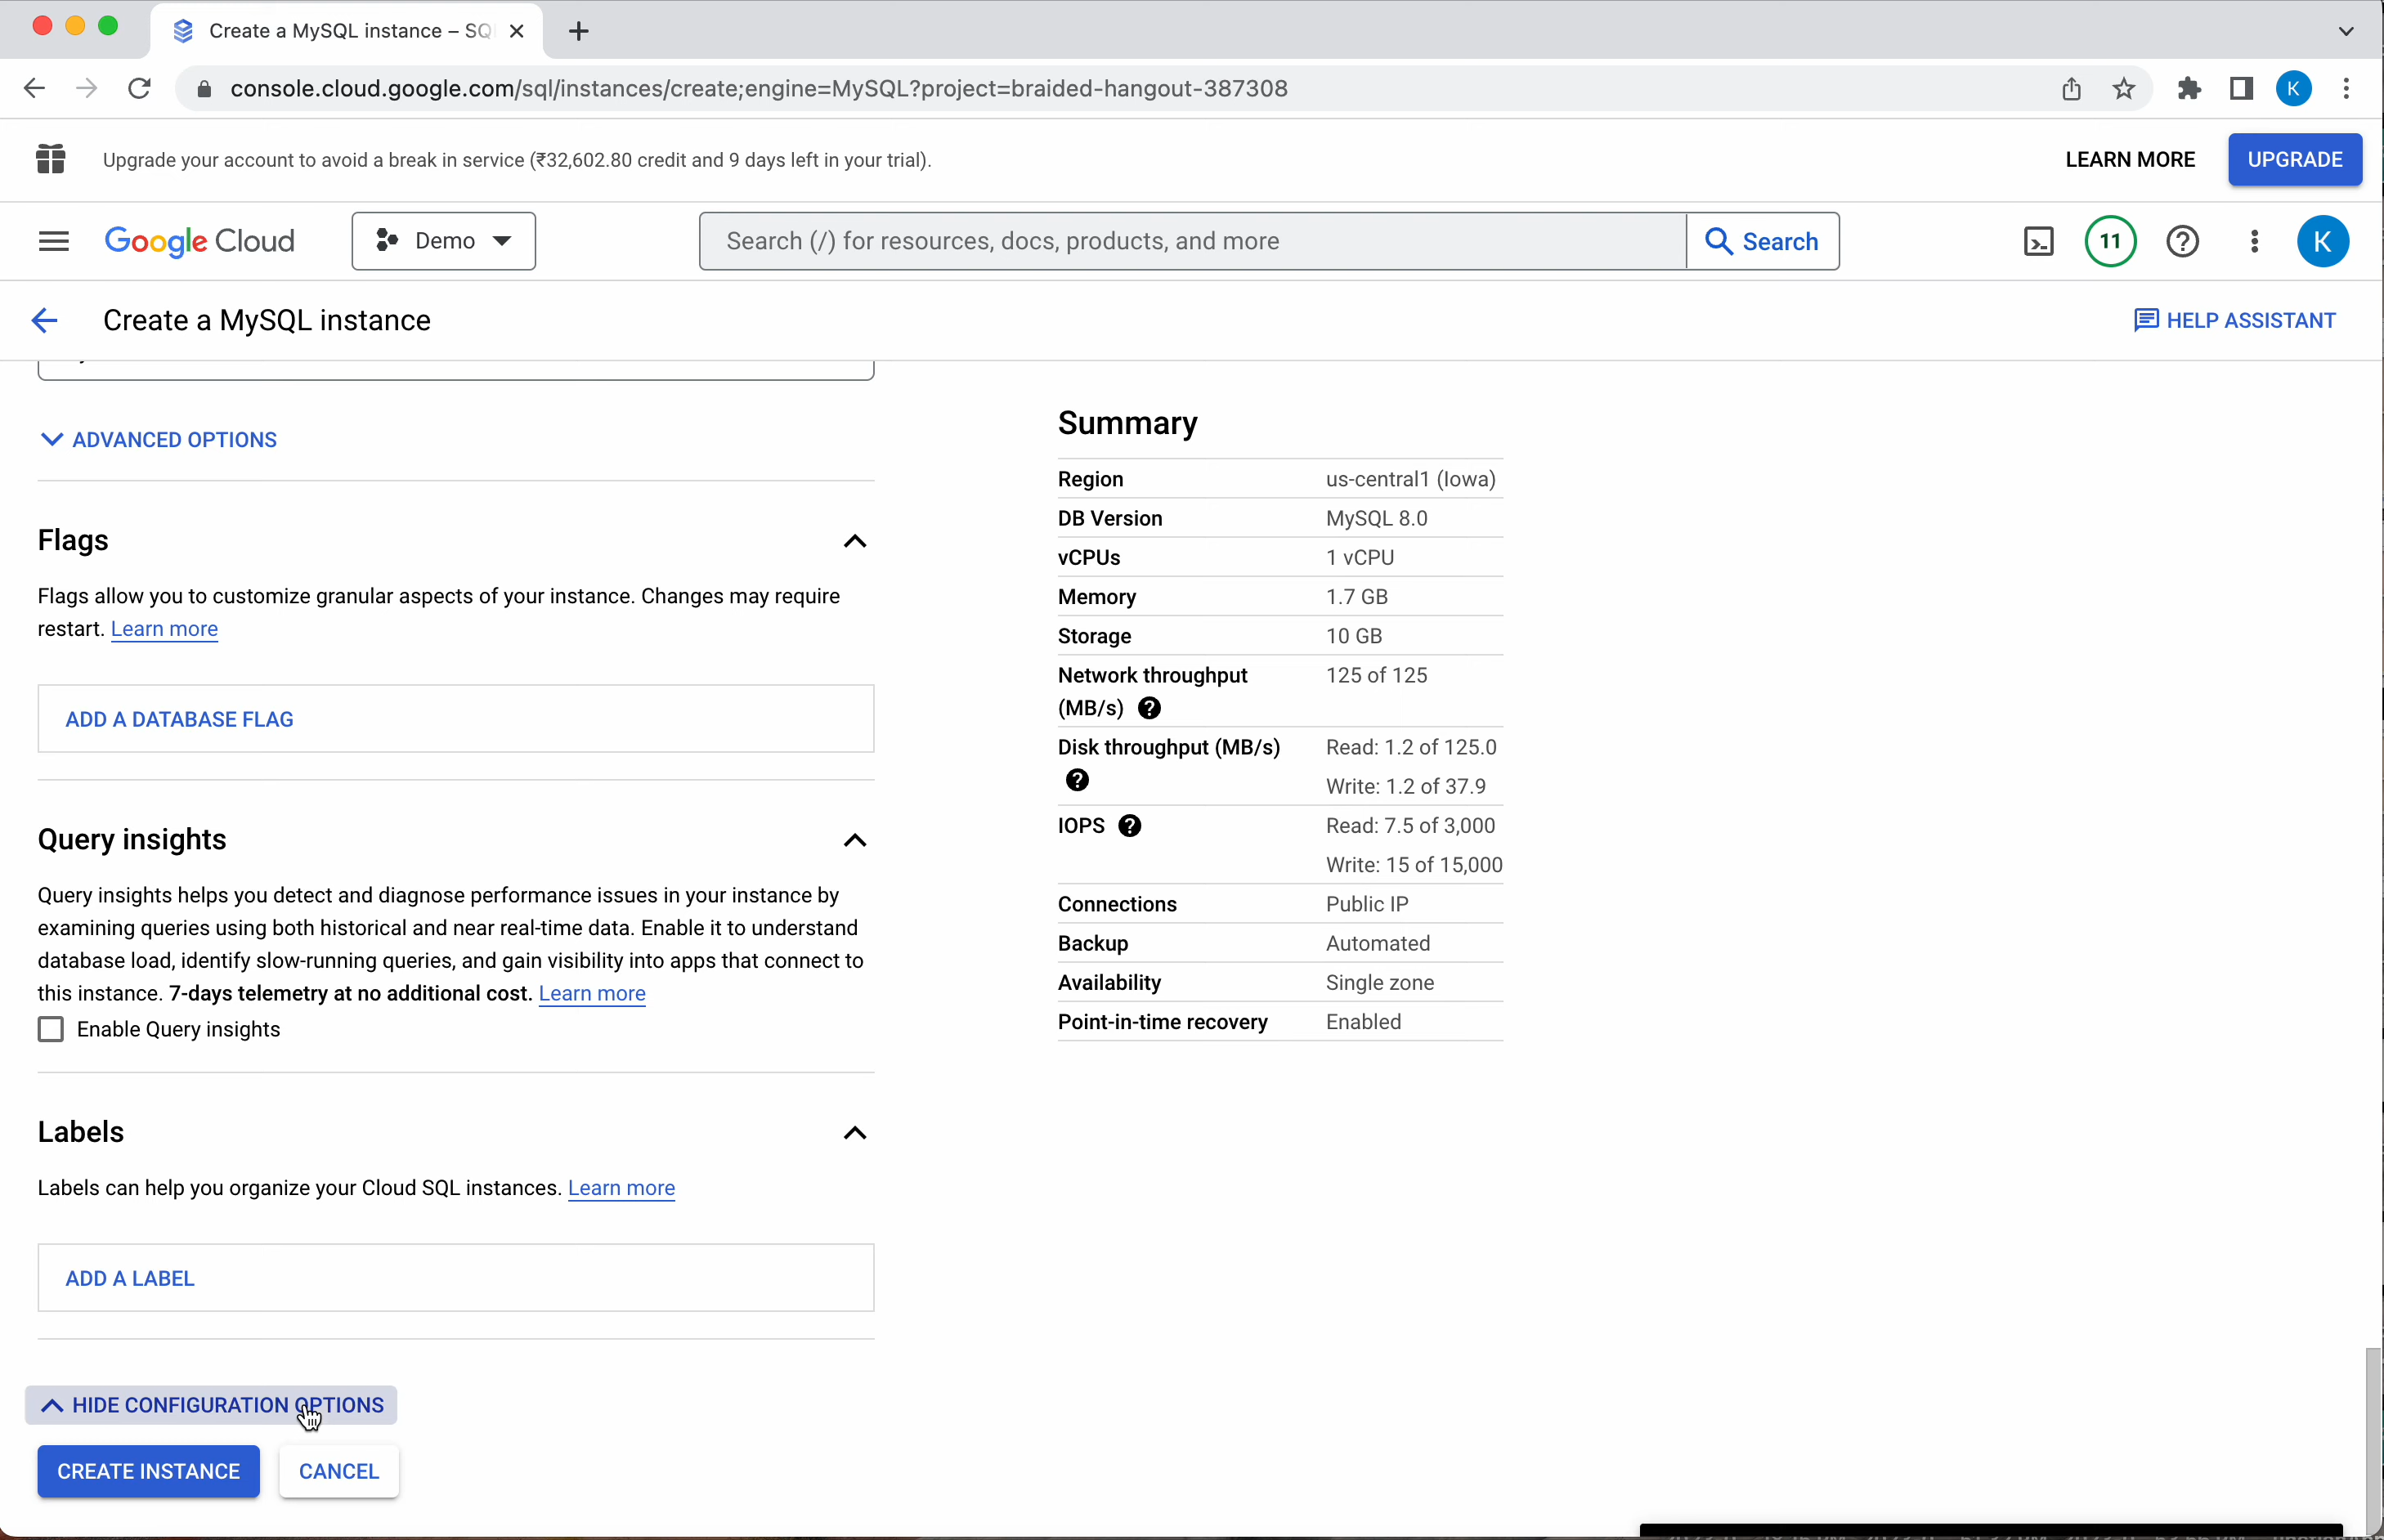 Create a MySQL instance – SQ
console.cloud.google.com/sql/instances/create;engine=MySQL?project=braided-hangout-387308
K
Upgrade your account to avoid a break in service (₹32,602.80 credit and 9 days left in your trial).
LEARN MORE
UPGRADE
Google Cloud
Demo
Search (/) for resources, docs, products, and more
Search
11
K
Create a MySQL instance
HELP ASSISTANT
ADVANCED OPTIONS
Flags
Flags allow you to customize granular aspects of your instance. Changes may require
restart. Learn more
ADD A DATABASE FLAG
Query insights
Query insights helps you detect and diagnose performance issues in your instance by
examining queries using both historical and near real-time data. Enable it to understand
database load, identify slow-running queries, and gain visibility into apps that connect to
this instance. 7-days telemetry at no additional cost. Learn more
Enable Query insights
Labels
Labels can help you organize your Cloud SQL instances. Learn more
ADD A LABEL
HIDE CONFIGURATION OPTIONS
CREATE INSTANCE
CANCEL
Summary
Region us-central1 (Iowa)
DB Version MySQL 8.0
vCPUs 1 vCPU
Memory 1.7 GB
Storage 10 GB
Network throughput 125 of 125
(MB/s)
Disk throughput (MB/s) Read: 1.2 of 125.0
Write: 1.2 of 37.9
IOPS Read: 7.5 of 3,000
Write: 15 of 15,000
Connections Public IP
Backup Automated
Availability Single zone
Point-in-time recovery Enabled